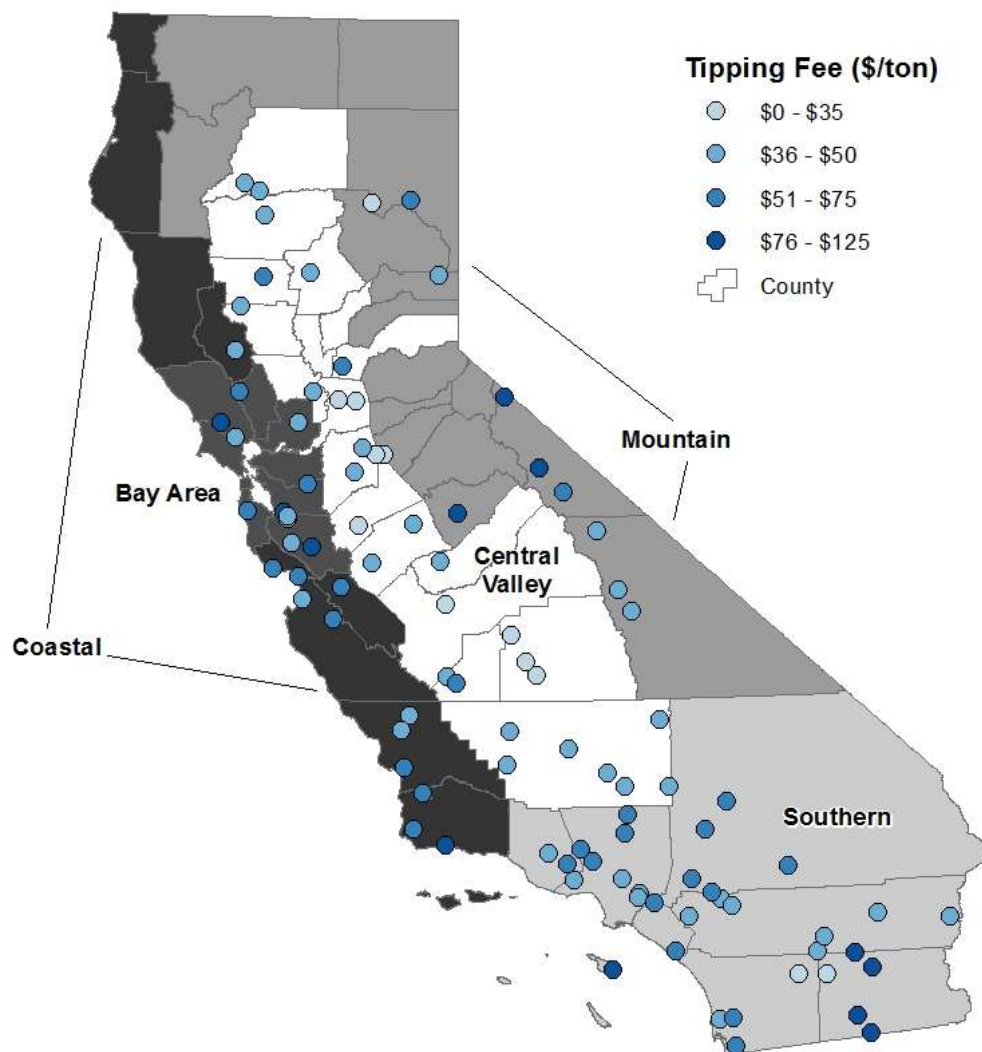 Tipping Fee ($/ton)
$0 - $35
$36 - $50
$51 - $75
$76 - $125
County
Mountain
Bay Area
Central
Valley
Coastal
Southern